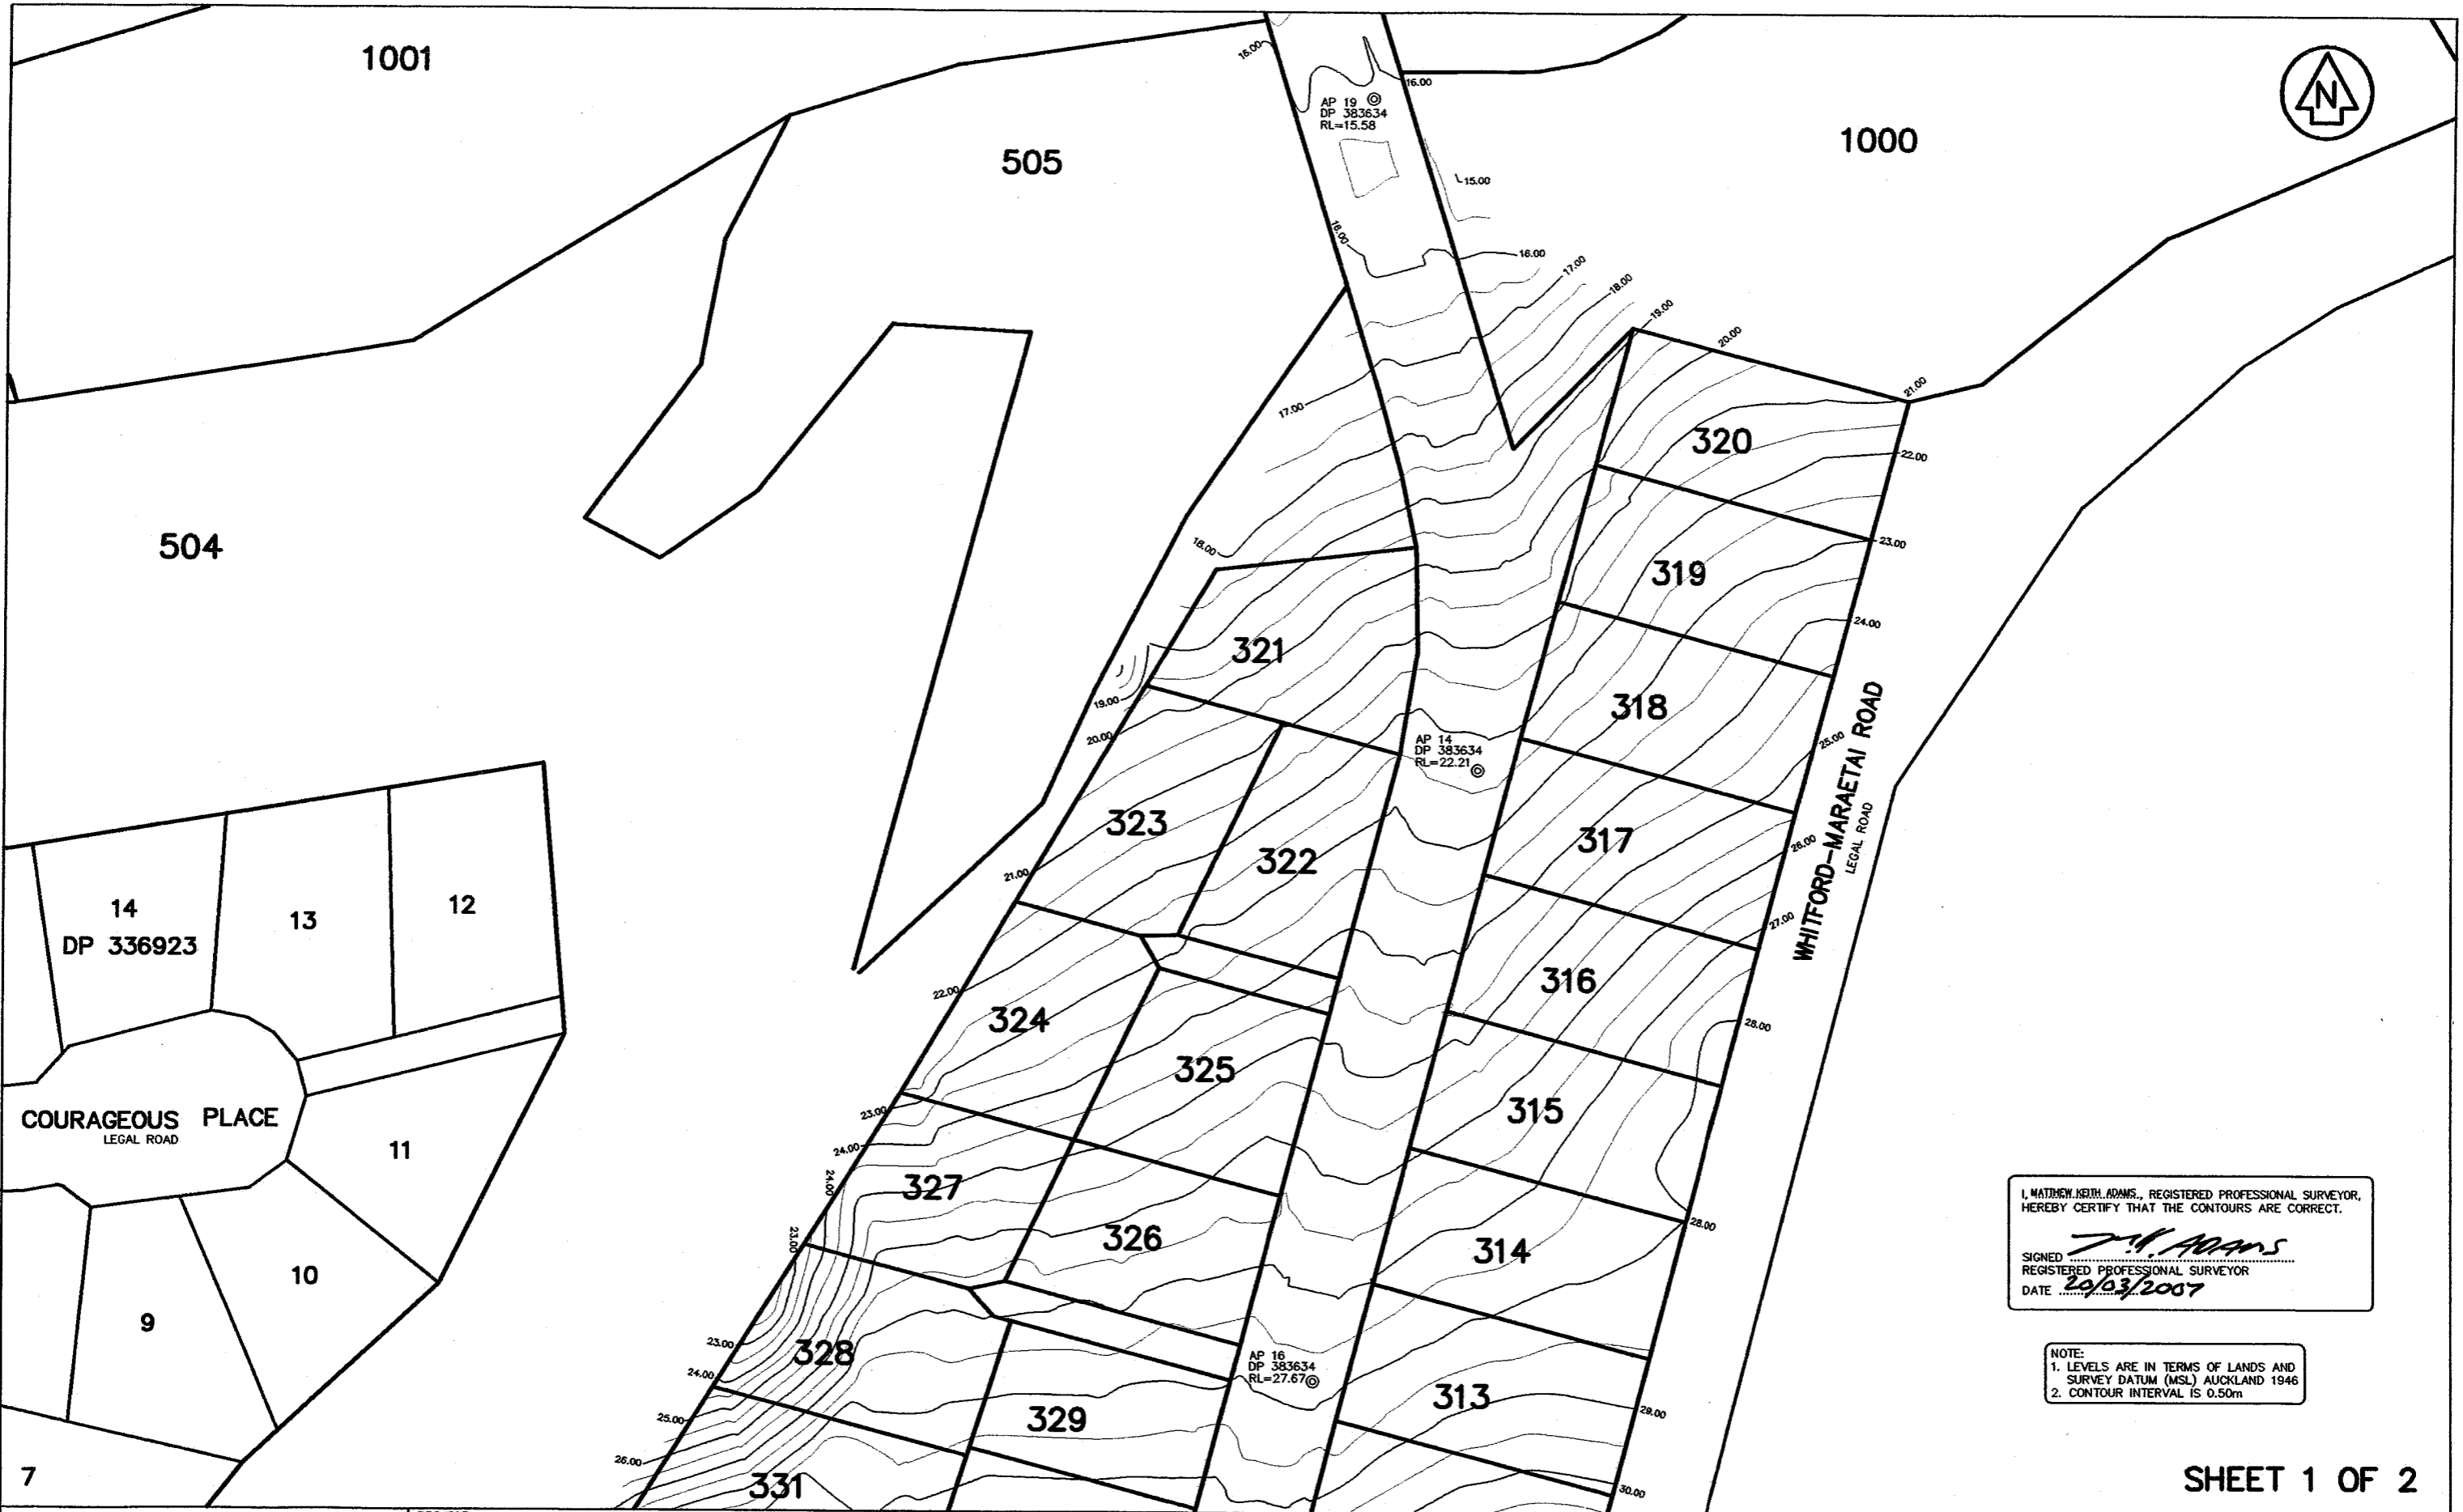 1001
15.00
16.00
N
AP 19
DP 383634
RL=15.58
505
1000
15.00
16.00
16.00
17.00
18.00
19.00
20.00
21.00
17.00
320
22.00
504
18.00
23.00
319
24.00
321
318
19.00
20.00
AP 14
DP 383634
RL=22.21
25.00
WHITFORD-MARAETAI ROAD
LEGAL ROAD
323
322
317
26.00
21.00
14
DP 336923
13
12
27.00
22.00
324
316
28.00
325
23.00
315
COURAGEOUS PLACE
LEGAL ROAD
11
24.00
24.00
327
326
23.00
314
28.00
I, MATTHEW KEITH ADAMS., REGISTERED PROFESSIONAL SURVEYOR,
HEREBY CERTIFY THAT THE CONTOURS ARE CORRECT.
SIGNED M.K. ADAMS
REGISTERED PROFESSIONAL SURVEYOR
DATE 20/03/2007
10
9
23.00
328
24.00
AP 16
DP 383634
RL=27.67
NOTE:
1. LEVELS ARE IN TERMS OF LANDS AND
SURVEY DATUM (MSL) AUCKLAND 1946
2. CONTOUR INTERVAL IS 0.50m
313
29.00
25.00
329
26.00
7
331
30.00
SHEET 1 OF 2